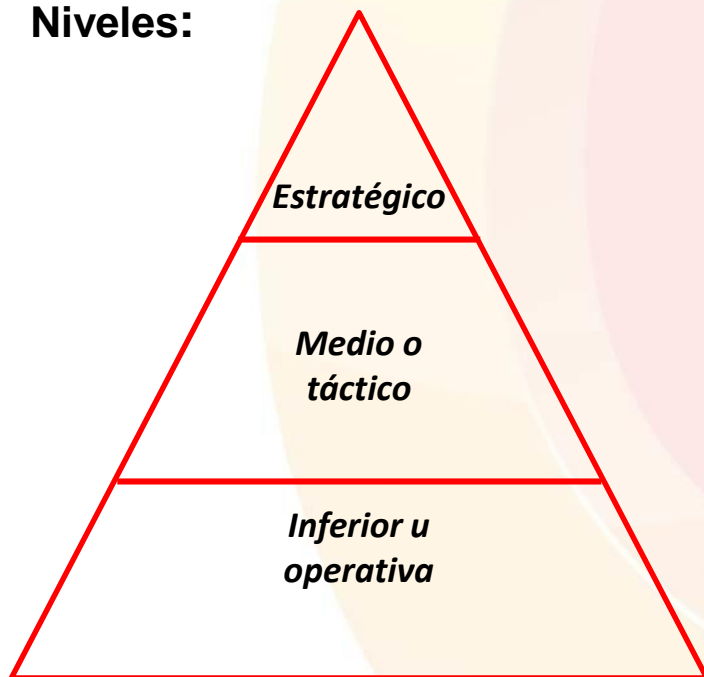 Niveles:
Estratégico
Medio o
táctico
Inferior u
operativa